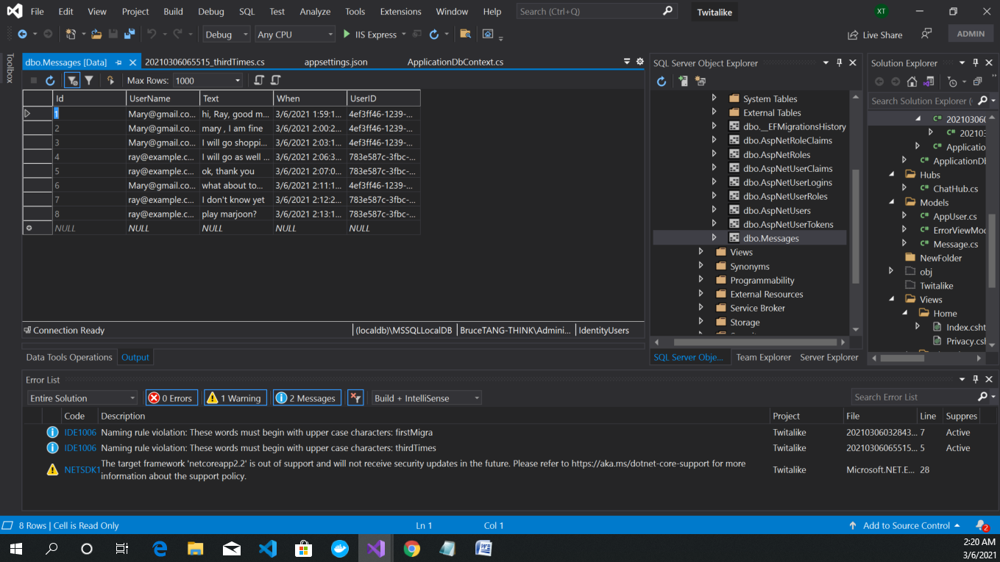 File Edit View Project Build Debug SQL Test Analyze Tools Extensions Window Help Search (Ctrl+Q) Twitalike XT
Debug Any CPU IIS Express Live Share ADMIN
Toolbox
dbo.Messages [Data] 20210306065515_thirdTimes.cs appsettings.json ApplicationDbContext.cs
Max Rows: 1000
Id UserName Text When UserID
1 Mary@gmail.co... hi, Ray, good m... 3/6/2021 1:59:1... 4ef3ff46-1239-...
2 Mary@gmail.co... mary , I am fine 3/6/2021 2:00:2... 4ef3ff46-1239-...
3 Mary@gmail.co... I will go shoppi... 3/6/2021 2:03:1... 4ef3ff46-1239-...
4 ray@example.c... I will go as well ... 3/6/2021 2:06:3... 783e587c-3fbc-...
5 ray@example.c... ok, thank you 3/6/2021 2:07:0... 783e587c-3fbc-...
6 Mary@gmail.co... what about to... 3/6/2021 2:11:1... 4ef3ff46-1239-...
7 ray@example.c... I don't know yet 3/6/2021 2:12:2... 783e587c-3fbc-...
8 ray@example.c... play marjoon? 3/6/2021 2:13:1... 783e587c-3fbc-...
NULL NULL NULL NULL NULL
Connection Ready (localdb)\MSSQLLocalDB BruceTANG-THINK\Admini... IdentityUsers
Data Tools Operations Output
SQL Server Object Explorer
System Tables
External Tables
dbo.__EFMigrationsHistory
dbo.AspNetRoleClaims
dbo.AspNetRoles
dbo.AspNetUserClaims
dbo.AspNetUserLogins
dbo.AspNetUserRoles
dbo.AspNetUsers
dbo.AspNetUserTokens
dbo.Messages
Views
Synonyms
Programmability
External Resources
Service Broker
Storage
SQL Server Obje... Team Explorer Server Explorer
Solution Explorer
Search Solution Explorer (
C# 202103060
C# 20210
C# Application
C# ApplicationD
Hubs
C# ChatHub.cs
Models
C# AppUser.cs
C# ErrorViewMo
C# Message.cs
NewFolder
obj
Twitalike
Views
Home
Index.csht
Privacy.csh
Error List
Entire Solution 0 Errors 1 Warning 2 Messages Build + IntelliSense Search Error List
Code Description Project File Line Suppres
IDE1006 Naming rule violation: These words must begin with upper case characters: firstMigra Twitalike 20210306032843... 7 Active
IDE1006 Naming rule violation: These words must begin with upper case characters: thirdTimes Twitalike 20210306065515... 5 Active
NETSDK1 The target framework 'netcoreapp2.2' is out of support and will not receive security updates in the future. Please refer to https://aka.ms/dotnet-core-support for more Twitalike Microsoft.NET.E... 28
information about the support policy.
8 Rows | Cell is Read Only Ln 1 Col 1 Add to Source Control 2
2:20 AM
3/6/2021